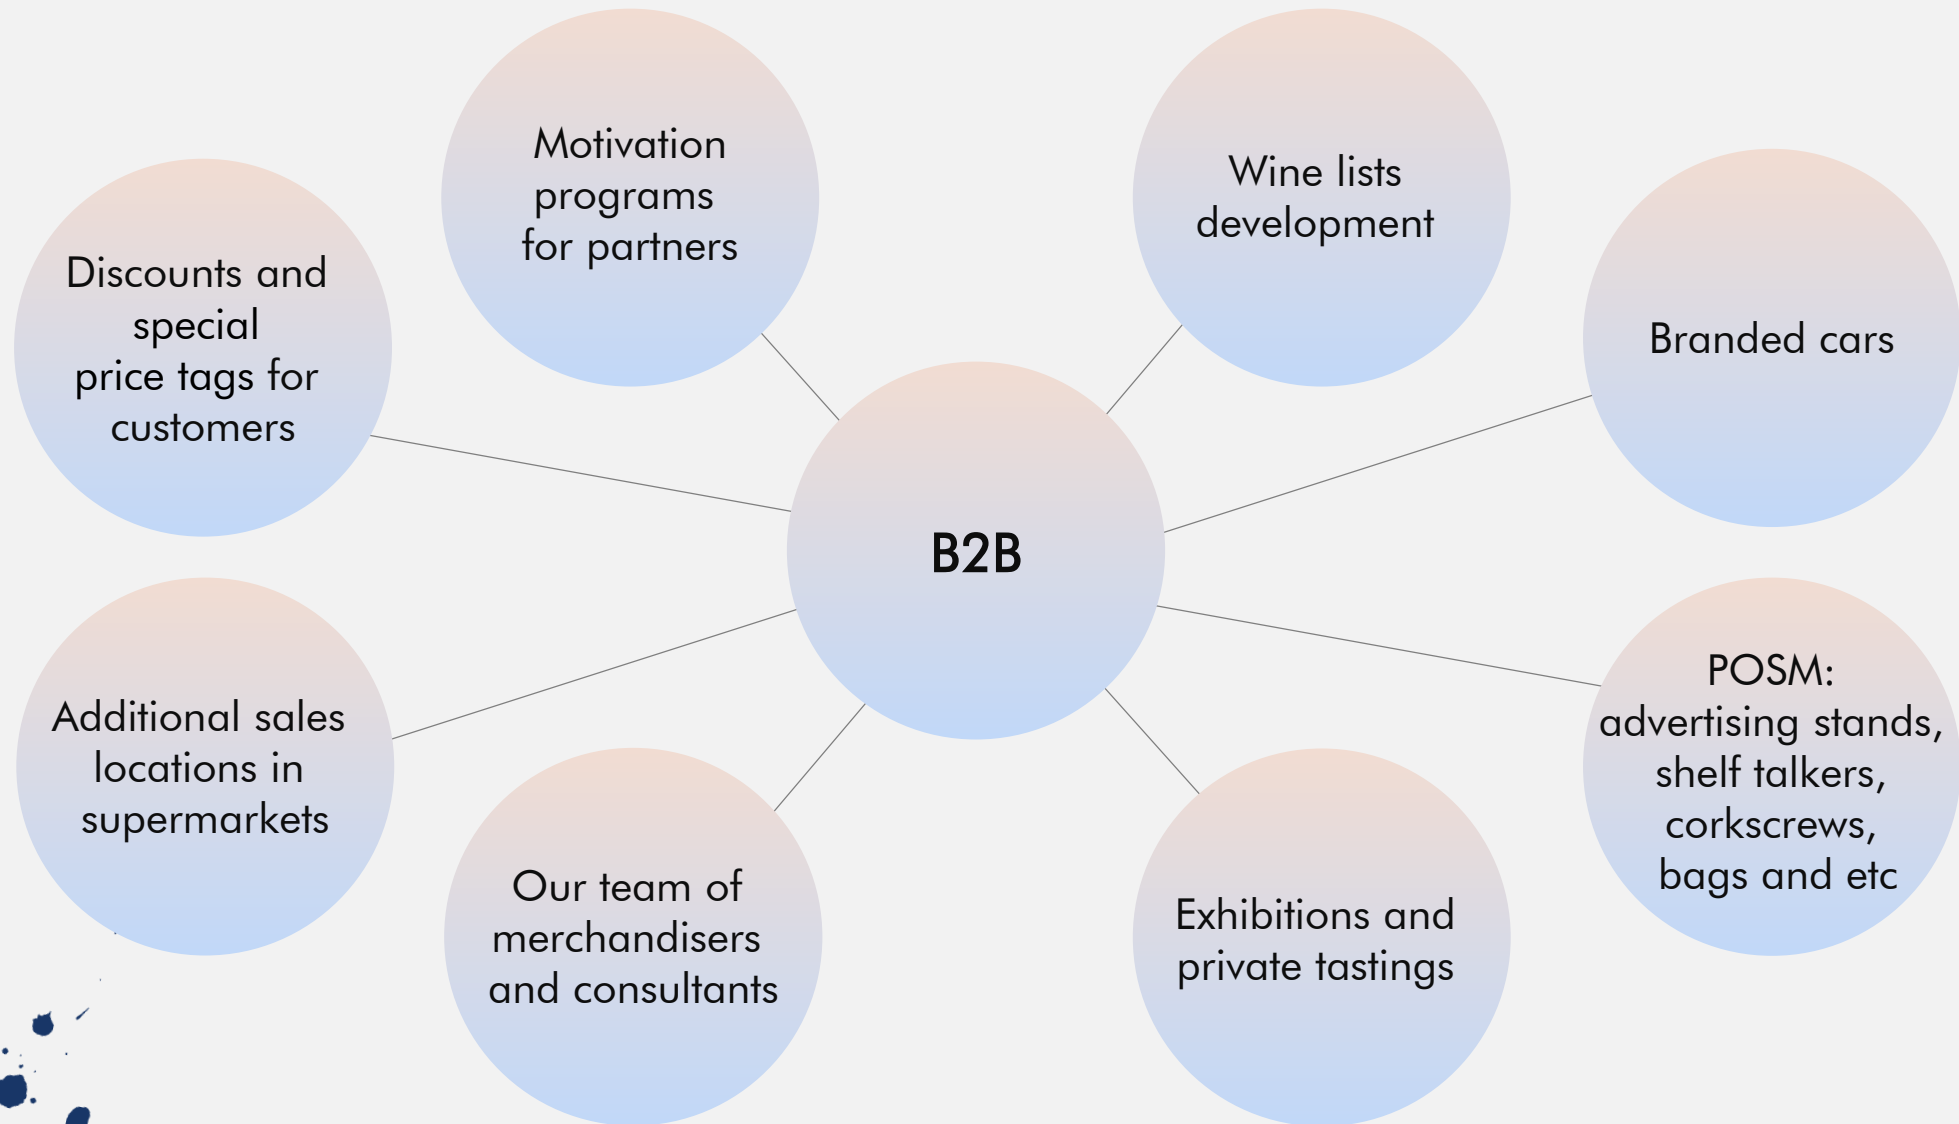 Motivation
programs
for partners
Wine lists
development
Discounts and
special
price tags for
customers
Branded cars
B2B
Additional sales
locations in
supermarkets
POSM:
advertising stands,
shelf talkers,
corkscrews,
bags and etc
Our team of
merchandisers
and consultants
Exhibitions and
private tastings